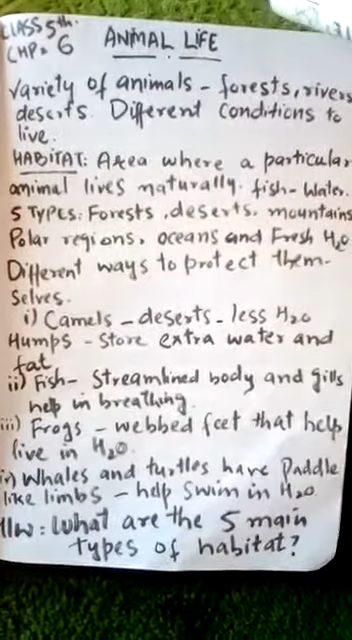 CLASS 5th.
CHP= 6
ANIMAL LIFE
Variety of animals - forests, rivers
deserts. Different conditions to
live.
HABITAT: Area where a particular
animal lives naturally. fish- Water.
5 TYPES: Forests, deserts, mountains
Polar regions, oceans and Fresh H2O
Different ways to protect them-
selves.
i) Camels - deserts - less H2O
Humps - Store extra water and
fat
ii) Fish- Streamlined body and gills
help in breathing.
iii) Frogs - webbed feet that help
live in H2O.
iv) Whales and turtles have Paddle
like limbs - help swim in H2O
HW: What are the 5 main
types of habitat?